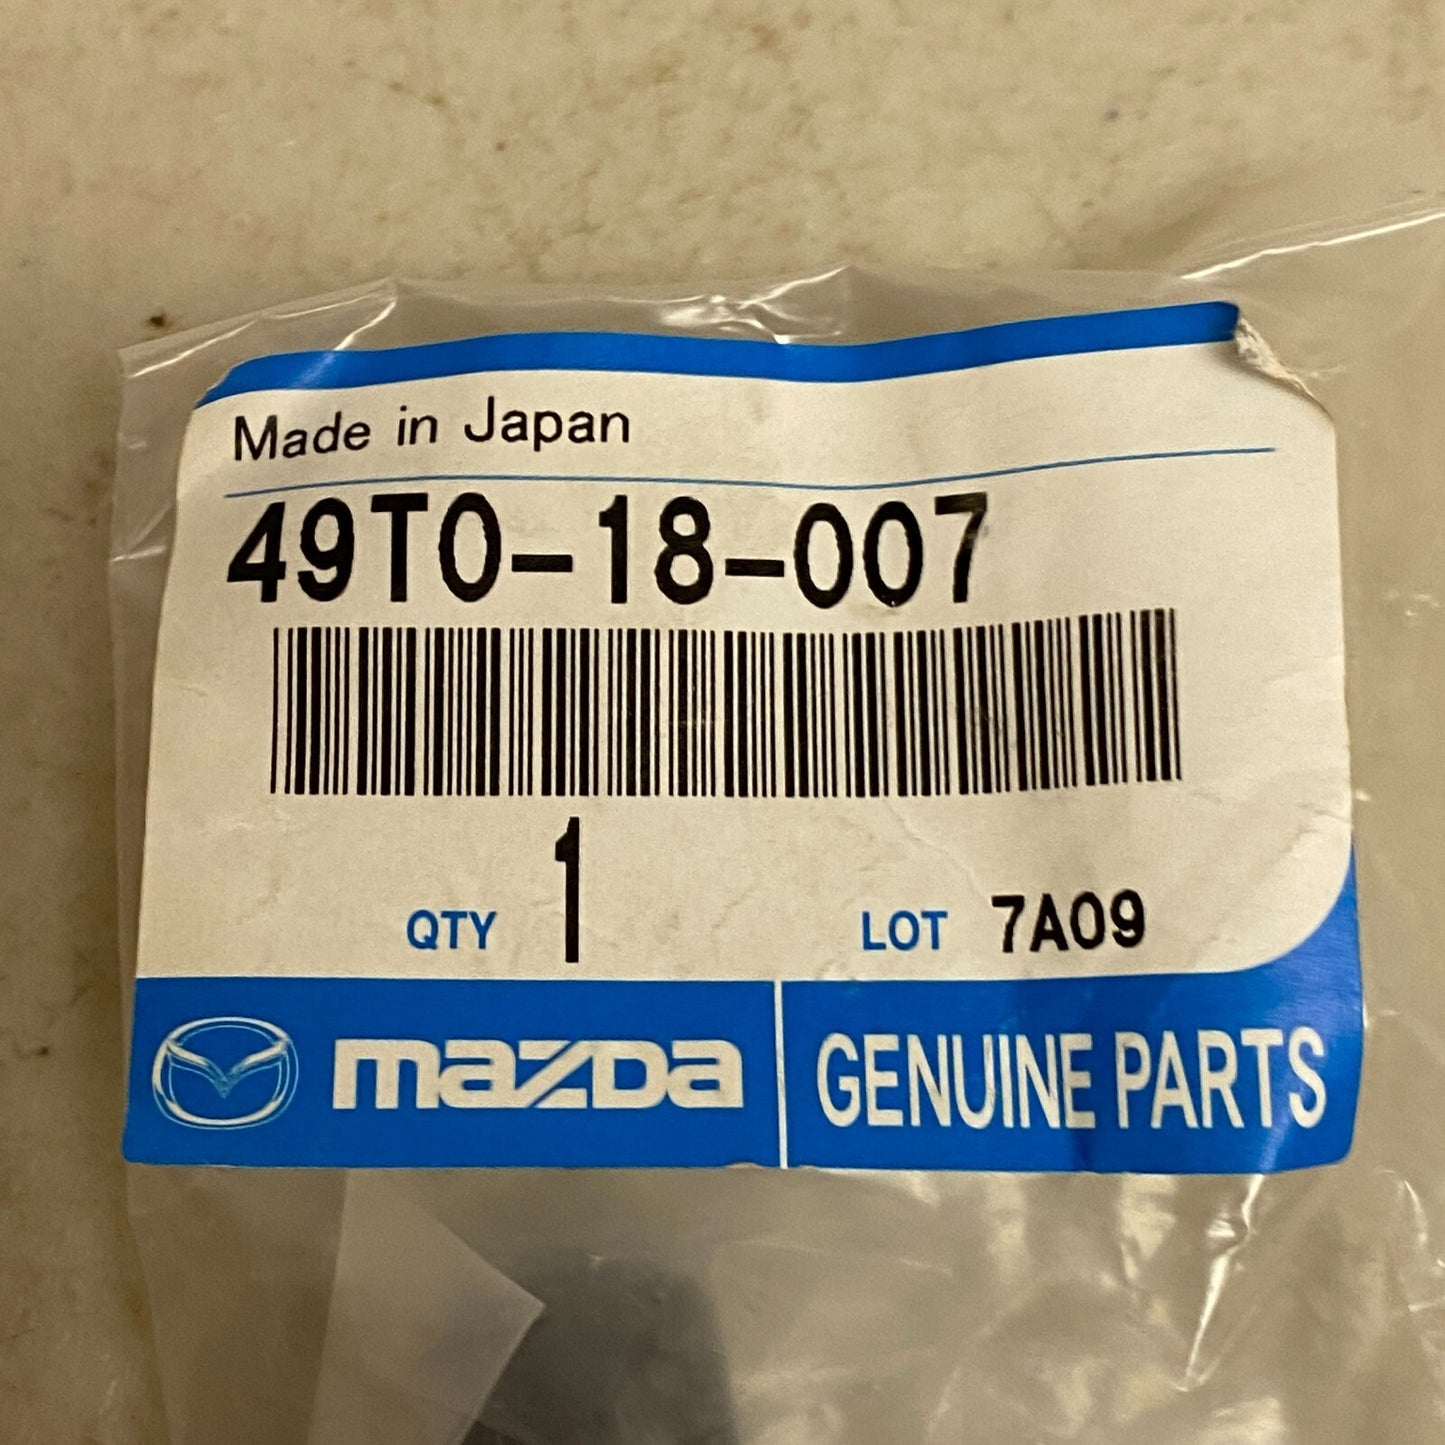 Made in Japan
49T0-18-007
QTY 1 LOT 7A09
mazda GENUINE PARTS